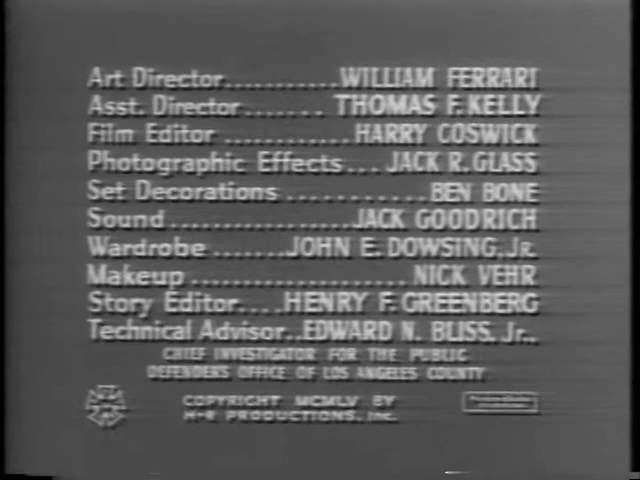 Art Director...........WILLIAM FERRARI
Asst. Director....... THOMAS F. KELLY
Film Editor ............HARRY COSWICK
Photographic Effects... JACK R. GLASS
Set Decorations ............ BEN BONE
Sound................JACK GOODRICH
Wardrobe .......JOHN E. DOWSING, Jr.
Makeup .................... NICK VEHR
Story Editor....HENRY F. GREENBERG
Technical Advisor..EDWARD N. BLISS, Jr..
CHIEF INVESTIGATOR FOR THE PUBLIC
DEFENDERS OFFICE OF LOS ANGELES COUNTY
COPYRIGHT MCMLV BY
H-R PRODUCTIONS, Inc.